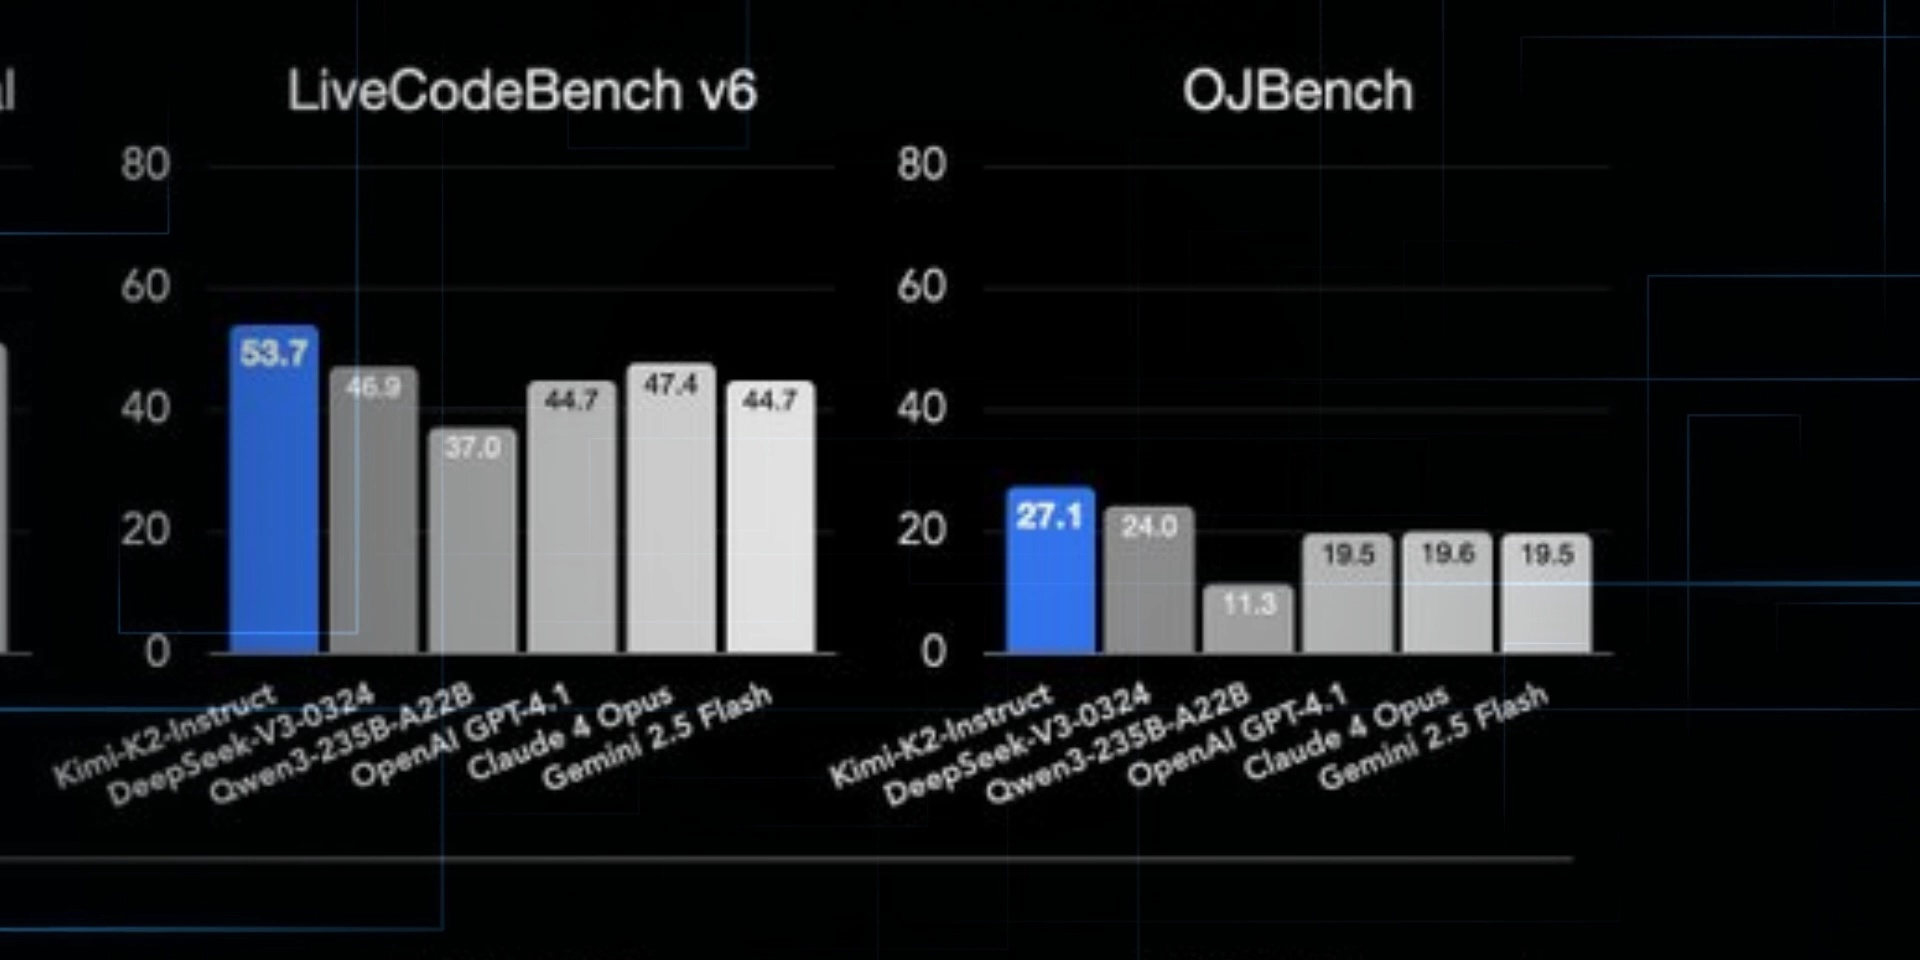 LiveCodeBench v6
80
60
40
20
0
53.7
46.9
37.0
44.7
47.4
44.7
Kimi-K2-Instruct
DeepSeek-V3-0324
Qwen3-235B-A22B
OpenAI GPT-4.1
Claude 4 Opus
Gemini 2.5 Flash
OJBench
80
60
40
20
0
27.1
24.0
11.3
19.5
19.6
19.5
Kimi-K2-Instruct
DeepSeek-V3-0324
Qwen3-235B-A22B
OpenAI GPT-4.1
Claude 4 Opus
Gemini 2.5 Flash